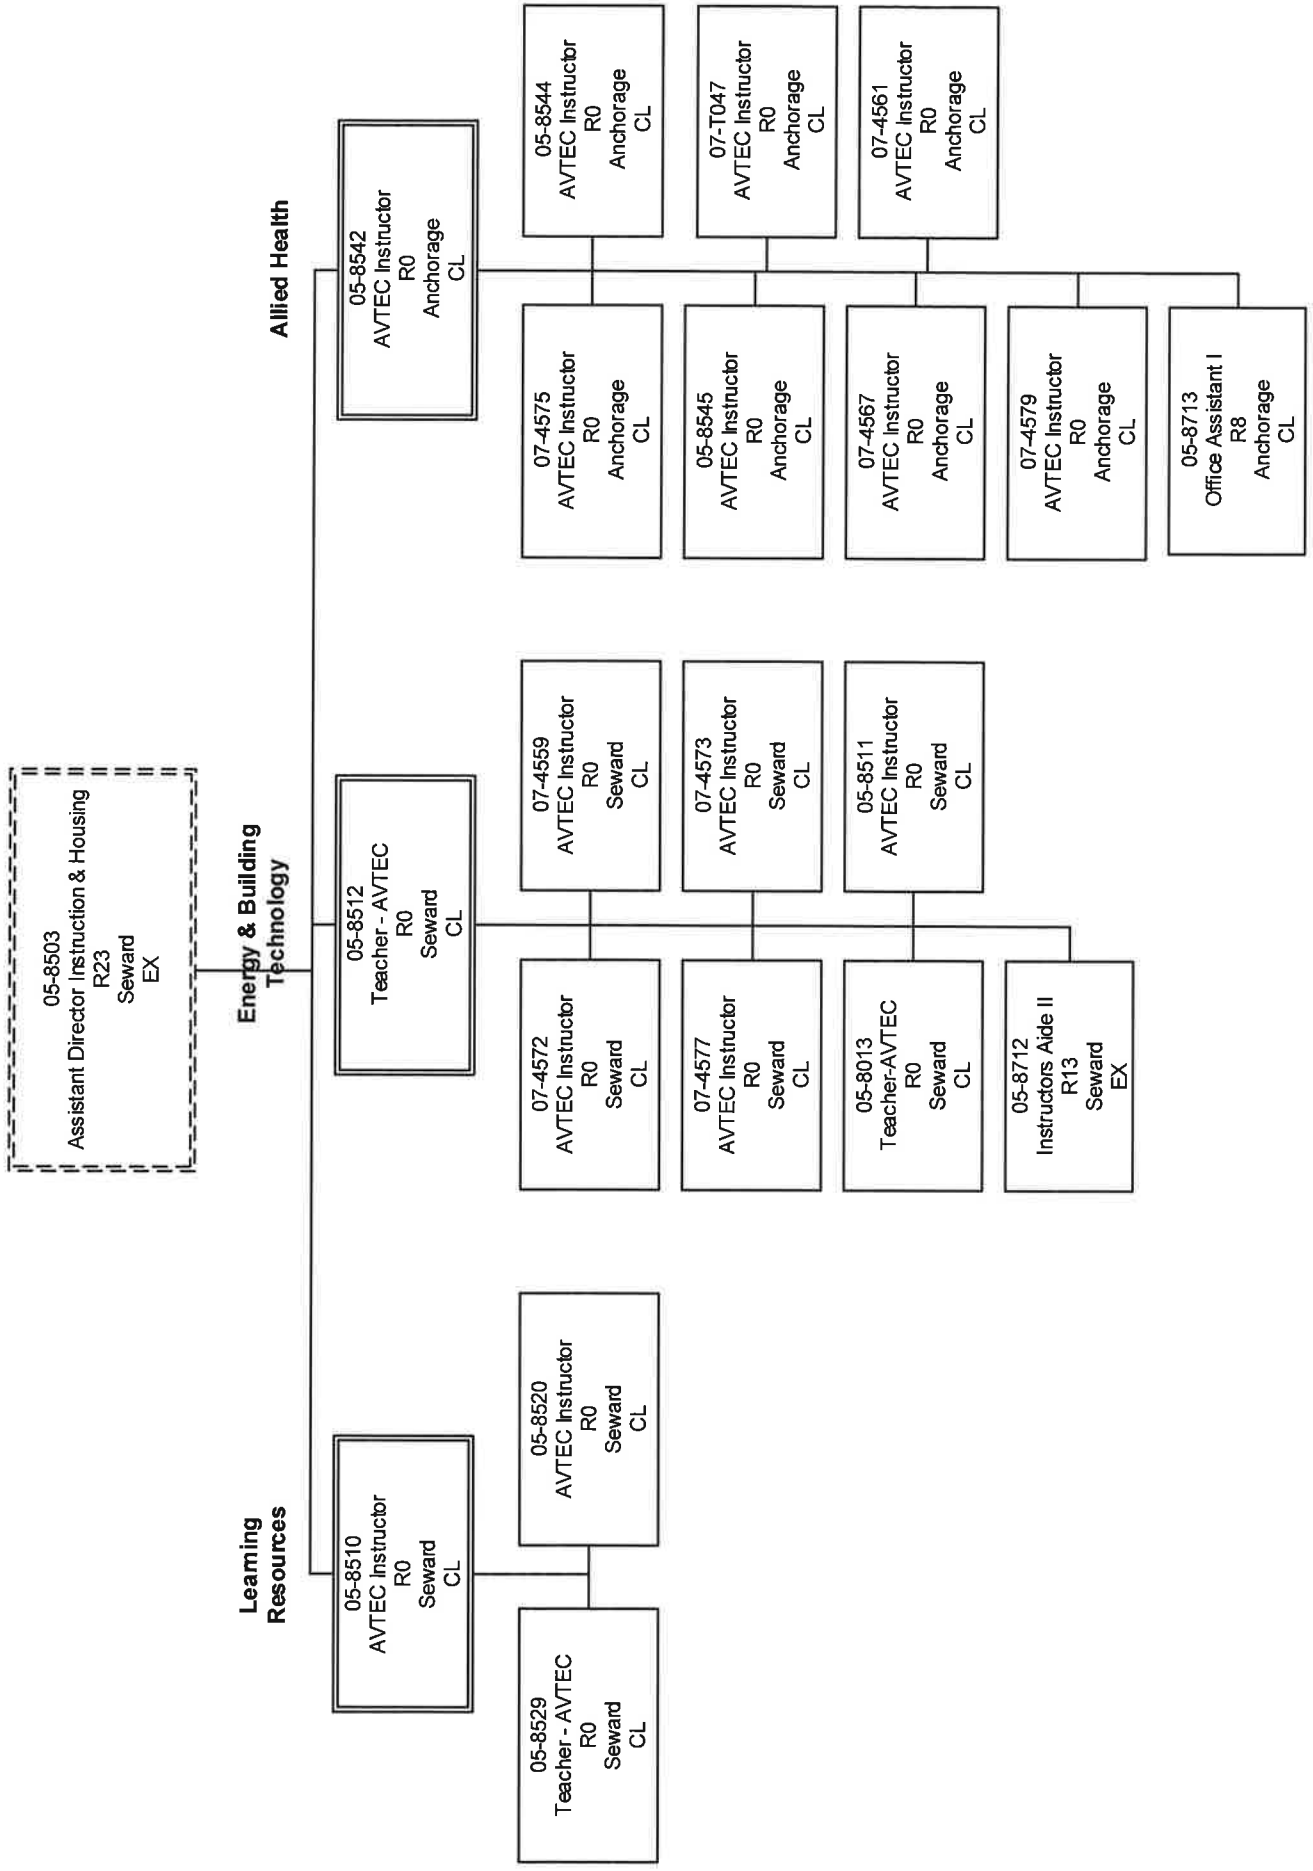 05-8503
Assistant Director Instruction & Housing
R23
Seward
EX
Learning
Resources
05-8510
AVTEC Instructor
R0
Seward
CL
05-8529
Teacher - AVTEC
R0
Seward
CL
05-8520
AVTEC Instructor
R0
Seward
CL
Energy & Building
Technology
05-8512
Teacher - AVTEC
R0
Seward
CL
07-4572
AVTEC Instructor
R0
Seward
CL
07-4559
AVTEC Instructor
R0
Seward
CL
07-4577
AVTEC Instructor
R0
Seward
CL
07-4573
AVTEC Instructor
R0
Seward
CL
05-8013
Teacher-AVTEC
R0
Seward
CL
05-8511
AVTEC Instructor
R0
Seward
CL
05-8712
Instructors Aide II
R13
Seward
EX
Allied Health
05-8542
AVTEC Instructor
R0
Anchorage
CL
07-4575
AVTEC Instructor
R0
Anchorage
CL
05-8544
AVTEC Instructor
R0
Anchorage
CL
05-8545
AVTEC Instructor
R0
Anchorage
CL
07-T047
AVTEC Instructor
R0
Anchorage
CL
07-4567
AVTEC Instructor
R0
Anchorage
CL
07-4561
AVTEC Instructor
R0
Anchorage
CL
07-4579
AVTEC Instructor
R0
Anchorage
CL
05-8713
Office Assistant I
R8
Anchorage
CL